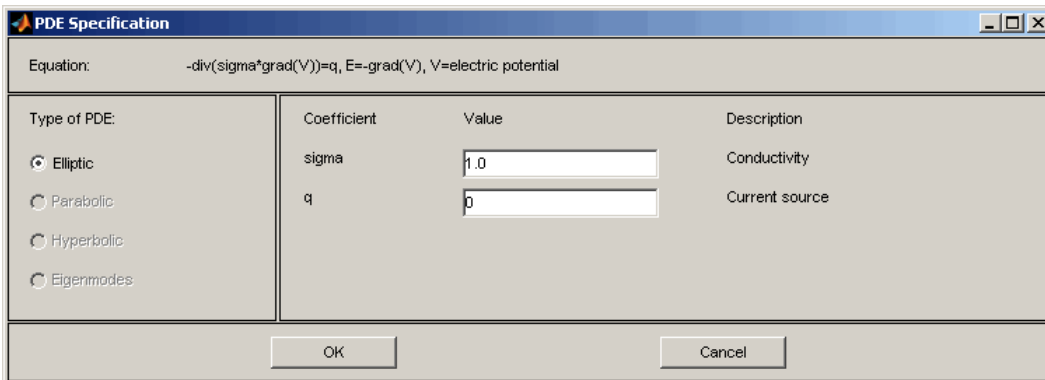 PDE Specification
Equation: -div(sigma*grad(V))=q, E=-grad(V), V=electric potential
Type of PDE:
Elliptic
Parabolic
Hyperbolic
Eigenmodes
Coefficient Value Description
sigma 1.0 Conductivity
q 0 Current source
OK Cancel